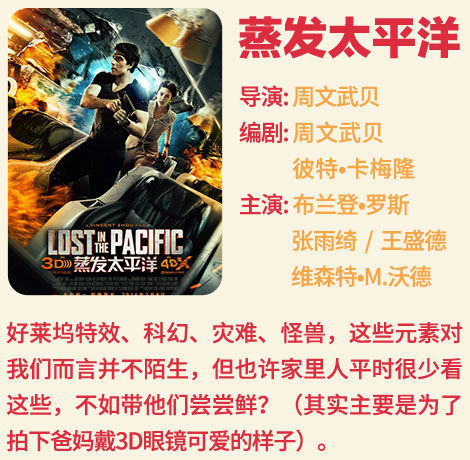 蒸发太平洋
导演: 周文武贝
编剧: 周文武贝
彼特•卡梅隆
主演: 布兰登•罗斯
张雨绮 / 王盛德
维森特•M.沃德
A VINCENT ZHOU FILM
LOST IN THE PACIFIC
3D 蒸发太平洋 4DX
好莱坞特效、科幻、灾难、怪兽，这些元素对
我们而言并不陌生，但也许家里人平时很少看
这些，不如带他们尝尝鲜？（其实主要是为了
拍下爸妈戴3D眼镜可爱的样子）。